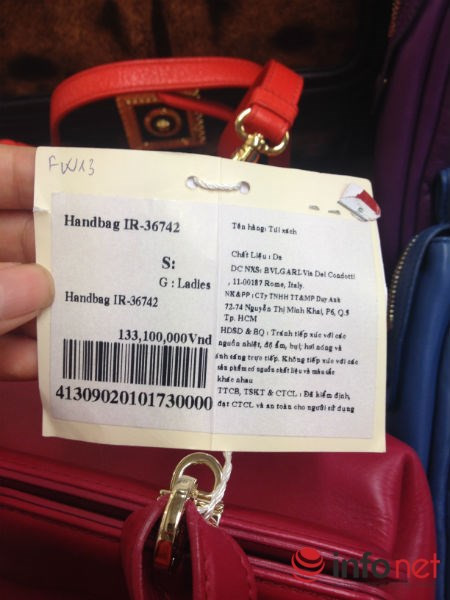 FW13
Handbag IR-36742
S:
G : Ladies
Handbag IR-36742
133,100,000Vnd
41309020101730000
Tên hàng: Túi xách
Chất Liệu : Da
DC NXS: BVLGARI.Via Dei Condotti
, 11-00187 Rome, Italy.
NK&PP : CTy TNHH TT&MP Duy Anh
72-74 Nguyễn Thị Minh Khai, P6, Q.3
Tp. HCM
HDSD & BQ : Tránh tiếp xúc với các
nguồn nhiệt, độ ẩm, bụi, hơi nóng và
ánh sáng trực tiếp. Không tiếp xúc với các
sản phẩm có nguồn chất liệu và màu sắc
khác nhau
TTCB, TSKT & CTCL : Đã kiểm định,
đạt CTCL và an toàn cho người sử dụng
infonet